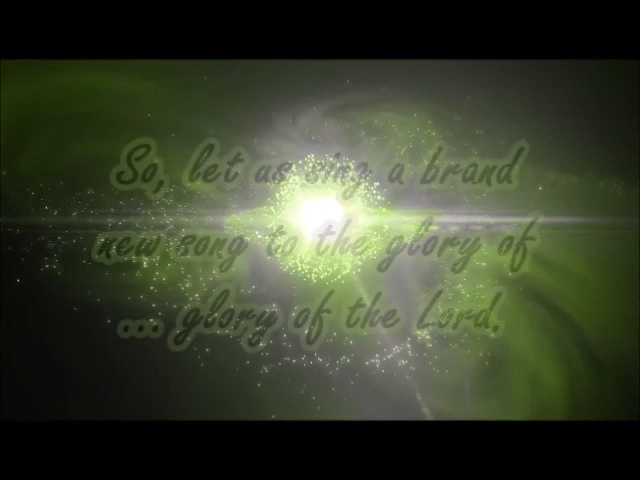 So, let us sing a brand
new song to the glory of
... glory of the Lord.